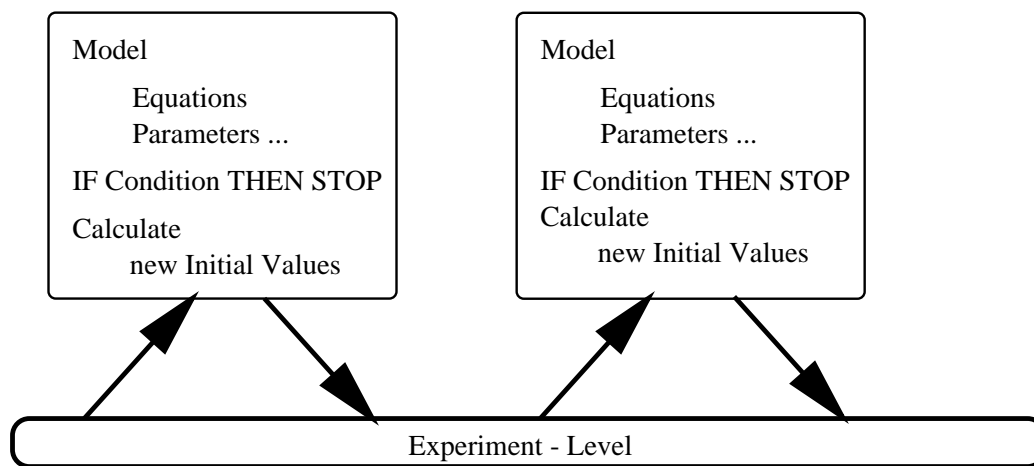 Model
Equations
Parameters ...
IF Condition THEN STOP
Calculate
new Initial Values
Model
Equations
Parameters ...
IF Condition THEN STOP
Calculate
new Initial Values
Experiment - Level